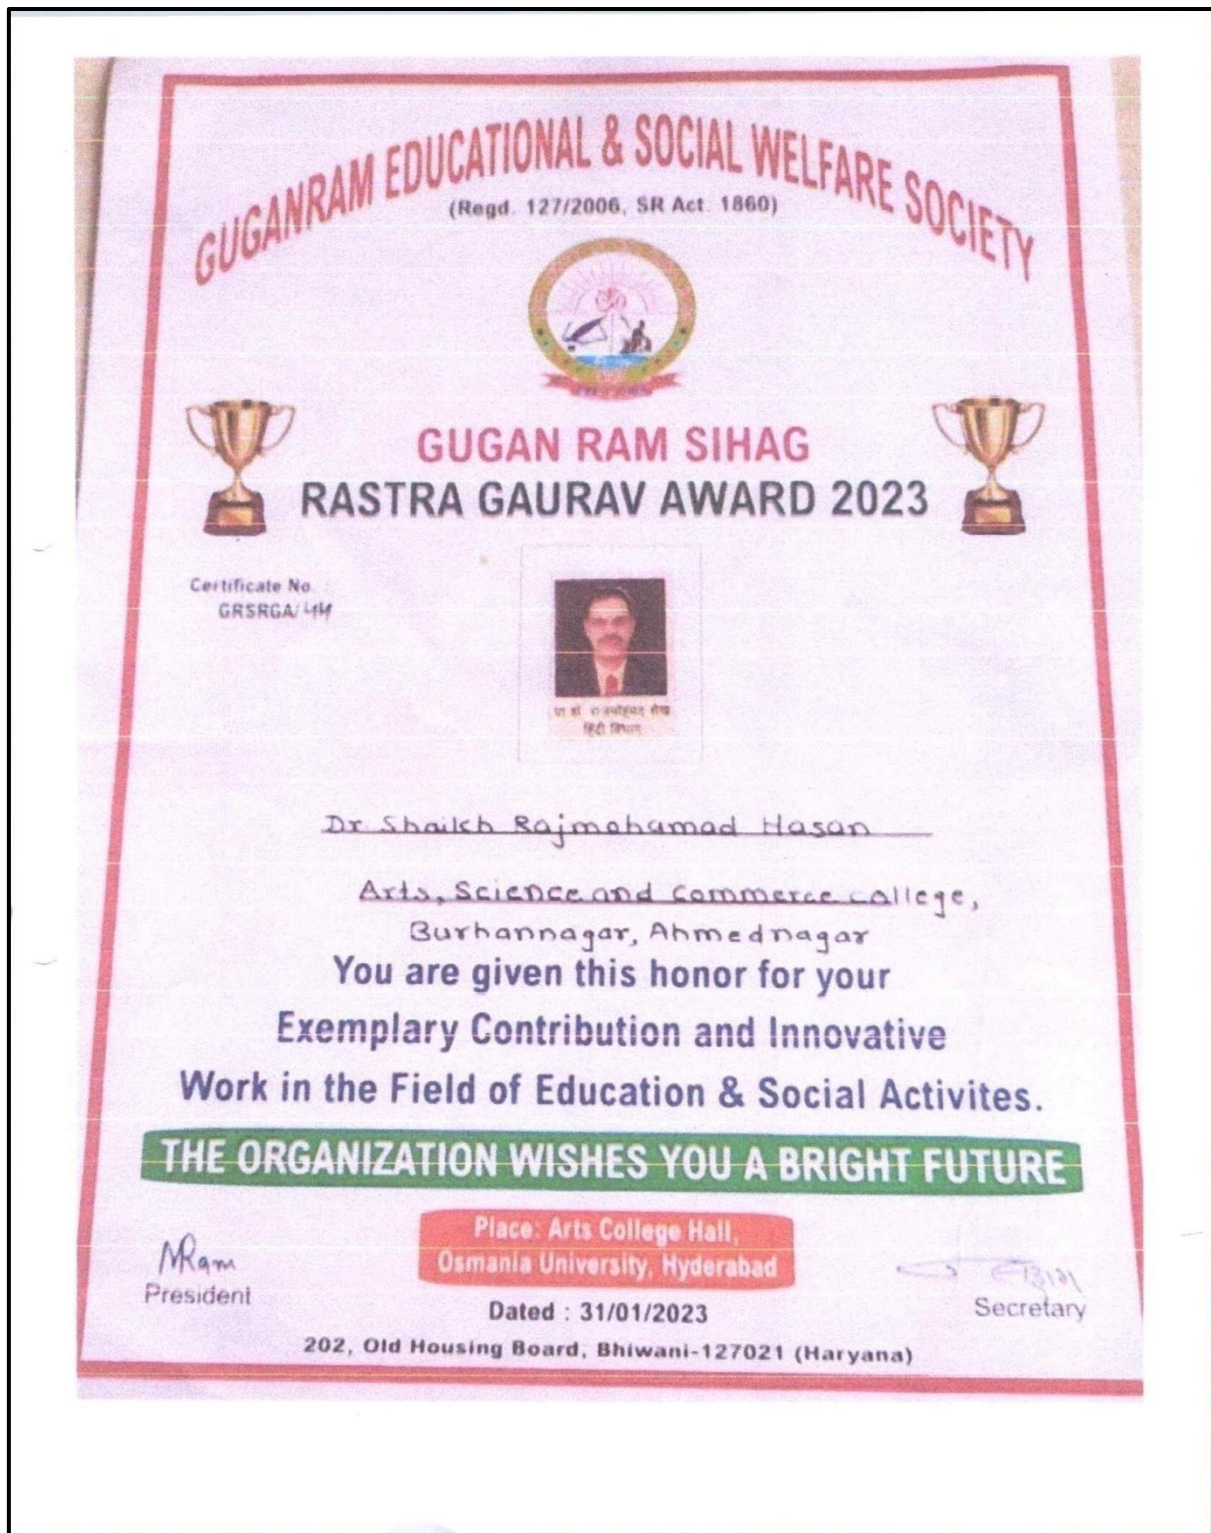 GUGANRAM EDUCATIONAL & SOCIAL WELFARE SOCIETY
(Regd. 127/2006, SR Act. 1860)
GUGAN RAM SIHAG
RASTRA GAURAV AWARD 2023
Certificate No. :
GRSRGA/44
प्रा डॉ राजमोहमद शेख
हिंदी विभाग
Dr. Shaikh Rajmohamad Hasan
Arts, Science and Commerce college,
Burhannagar, Ahmednagar
You are given this honor for your
Exemplary Contribution and Innovative
Work in the Field of Education & Social Activites.
THE ORGANIZATION WISHES YOU A BRIGHT FUTURE
Place: Arts College Hall,
Osmania University, Hyderabad
NRam
President
Secretary
Dated : 31/01/2023
202, Old Housing Board, Bhiwani-127021 (Haryana)